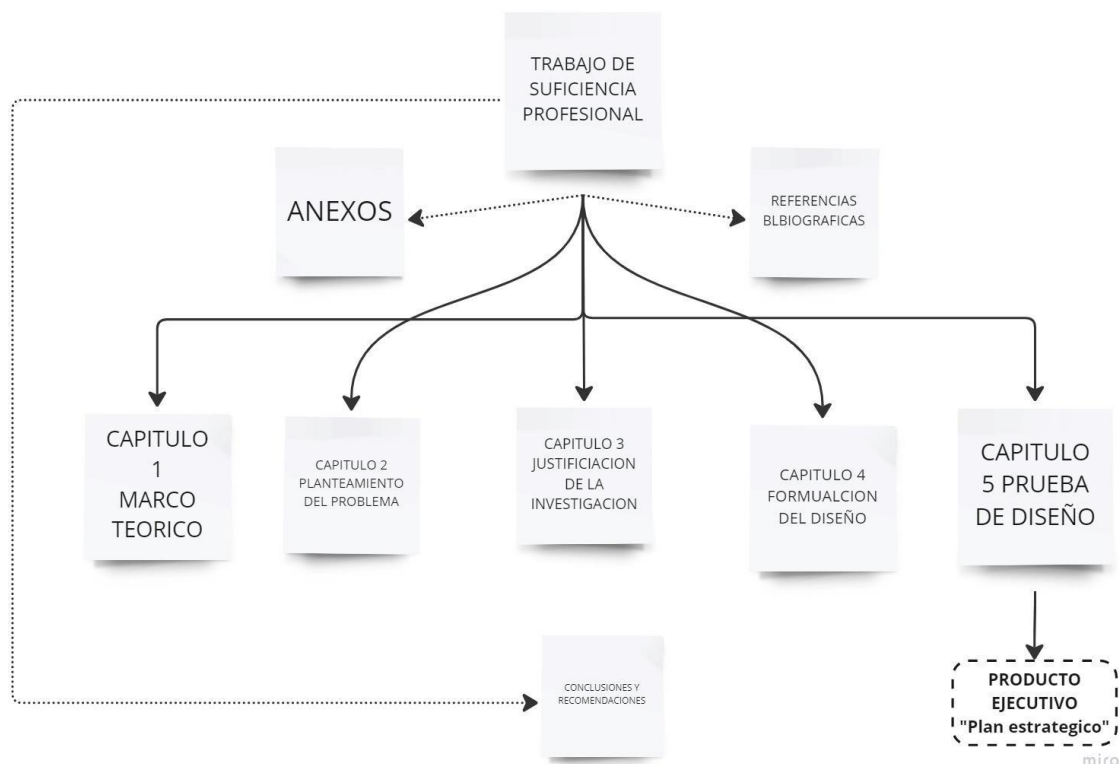 TRABAJO DE
SUFICIENCIA
PROFESIONAL
ANEXOS
REFERENCIAS
BLBIOGRAFICAS
CAPITULO
1
MARCO
TEORICO
CAPITULO 2
PLANTEAMIENTO
DEL PROBLEMA
CAPITULO 3
JUSTIFICIACION
DE LA
INVESTIGACION
CAPITULO 4
FORMUALCION
DEL DISEÑO
CAPITULO
5 PRUEBA
DE DISEÑO
CONCLUSIONES Y
RECOMENDACIONES
PRODUCTO
EJECUTIVO
"Plan estrategico"
miro